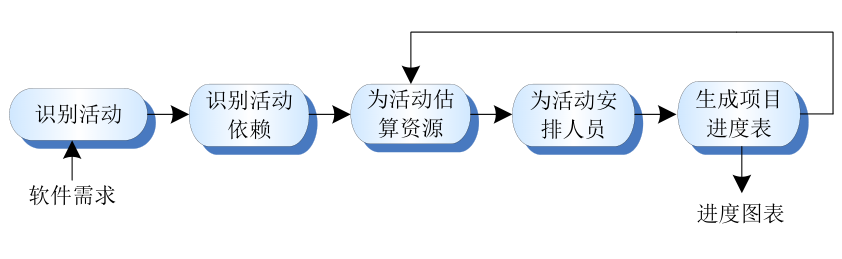 识别活动
识别活动
依赖
为活动估
算资源
为活动安
排人员
生成项目
进度表
软件需求
进度图表